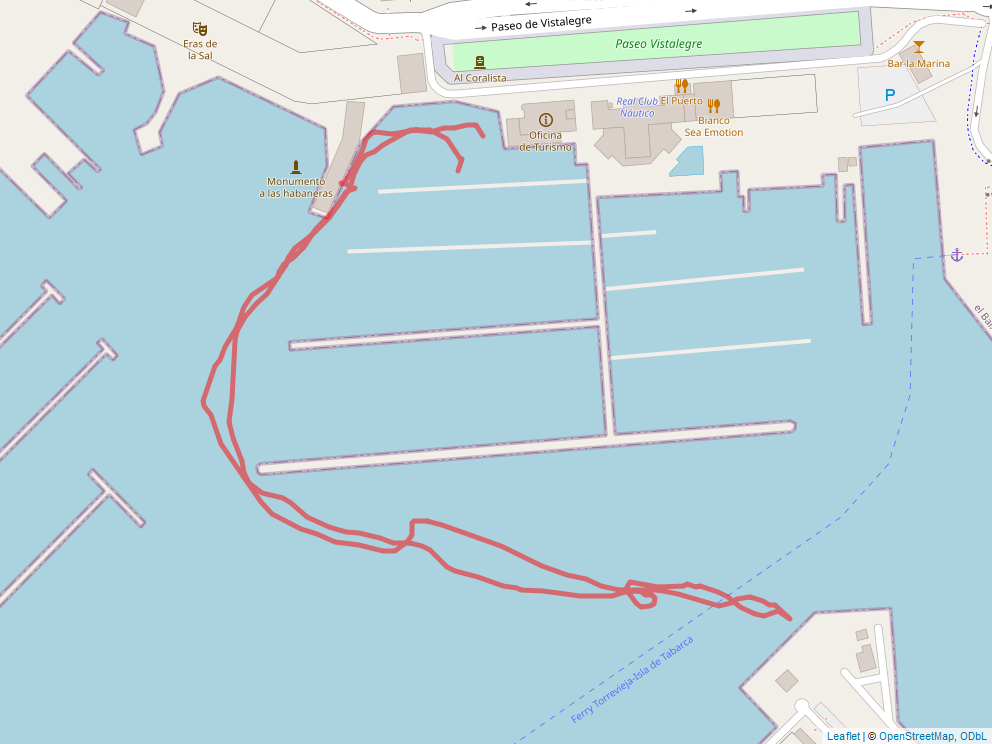 Paseo de Vistalegre
Paseo Vistalegre
Eras de
la Sal
Al Coralista
Bar la Marina
P
Real Club
Náutico
El Puerto
Bianco
Sea Emotion
Oficina
de Turismo
Monumento
a las habaneras
Ferry Torrevieja-Isla de Tabarca
Leaflet | © OpenStreetMap, ODbL